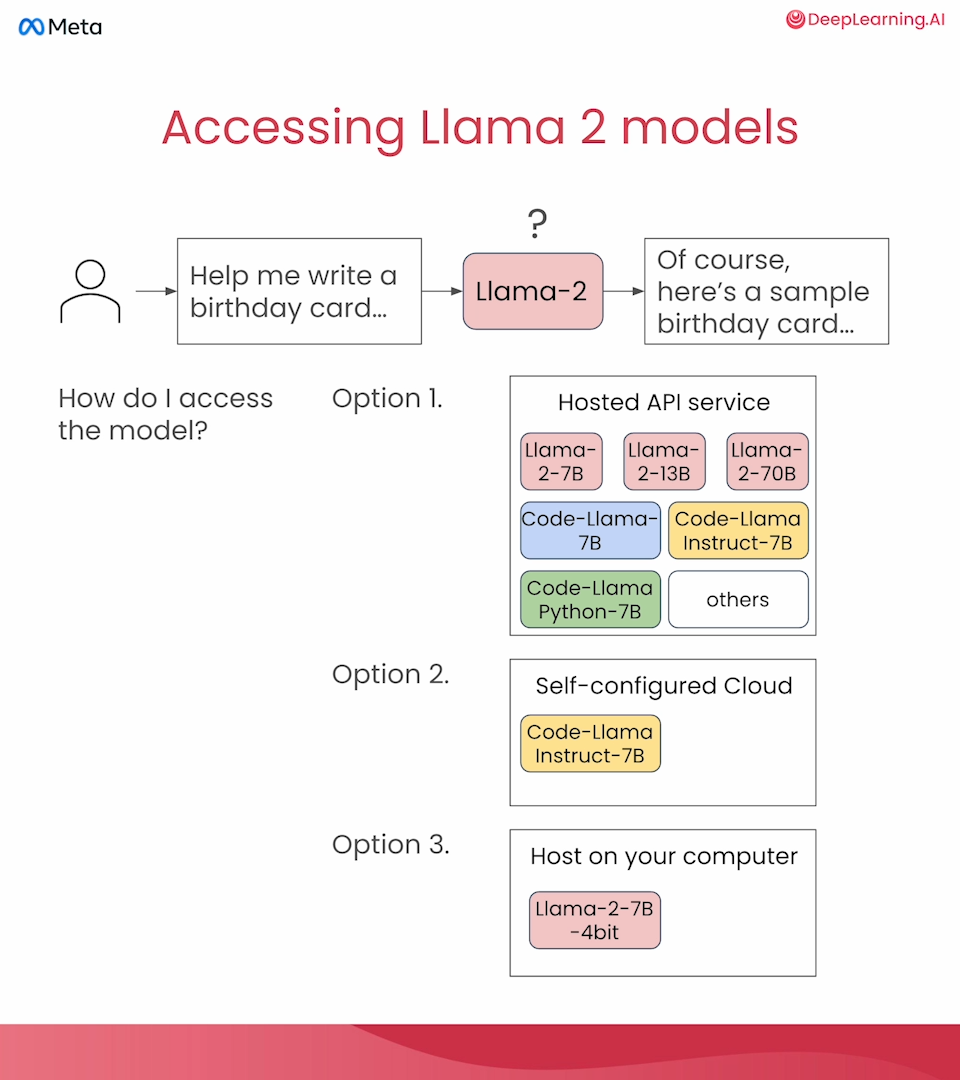 Meta
DeepLearning.AI
Accessing Llama 2 models
?
Help me write a
birthday card...
Llama-2
Of course,
here's a sample
birthday card...
How do I access
the model?
Option 1.
Hosted API service
Llama-
2-7B
Llama-
2-13B
Llama-
2-70B
Code-Llama-
7B
Code-Llama
Instruct-7B
Code-Llama
Python-7B
others
Option 2.
Self-configured Cloud
Code-Llama
Instruct-7B
Option 3.
Host on your computer
Llama-2-7B
-4bit